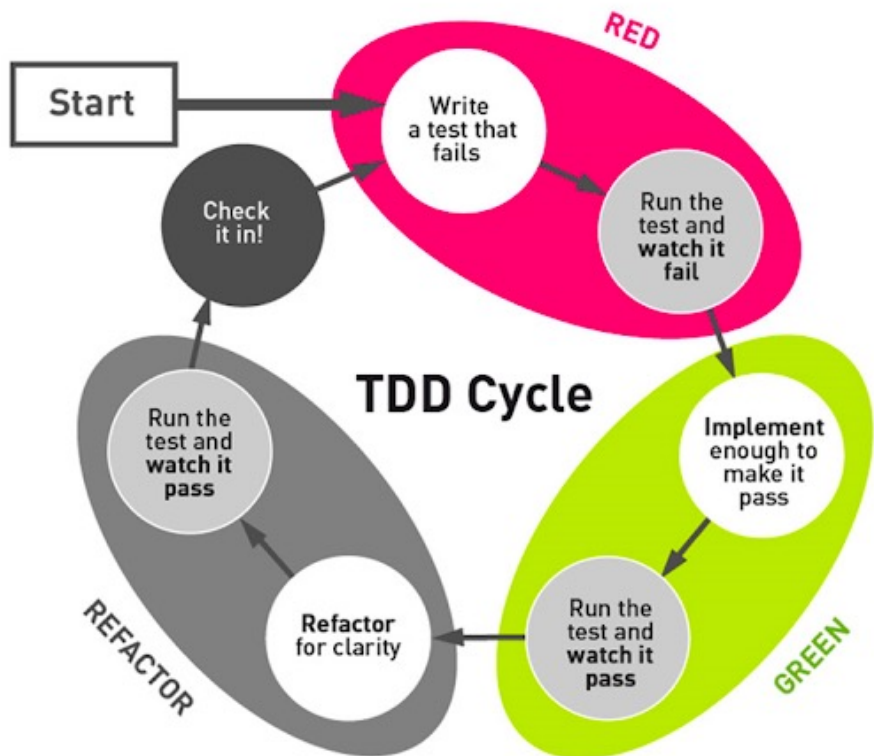 RED
Start
Write
a test that
fails
Check
it in!
Run the
test and
watch it
fail
TDD Cycle
Implement
enough to
make it
pass
Run the
test and
watch it
pass
GREEN
Refactor
for clarity
Run the
test and
watch it
pass
REFACTOR